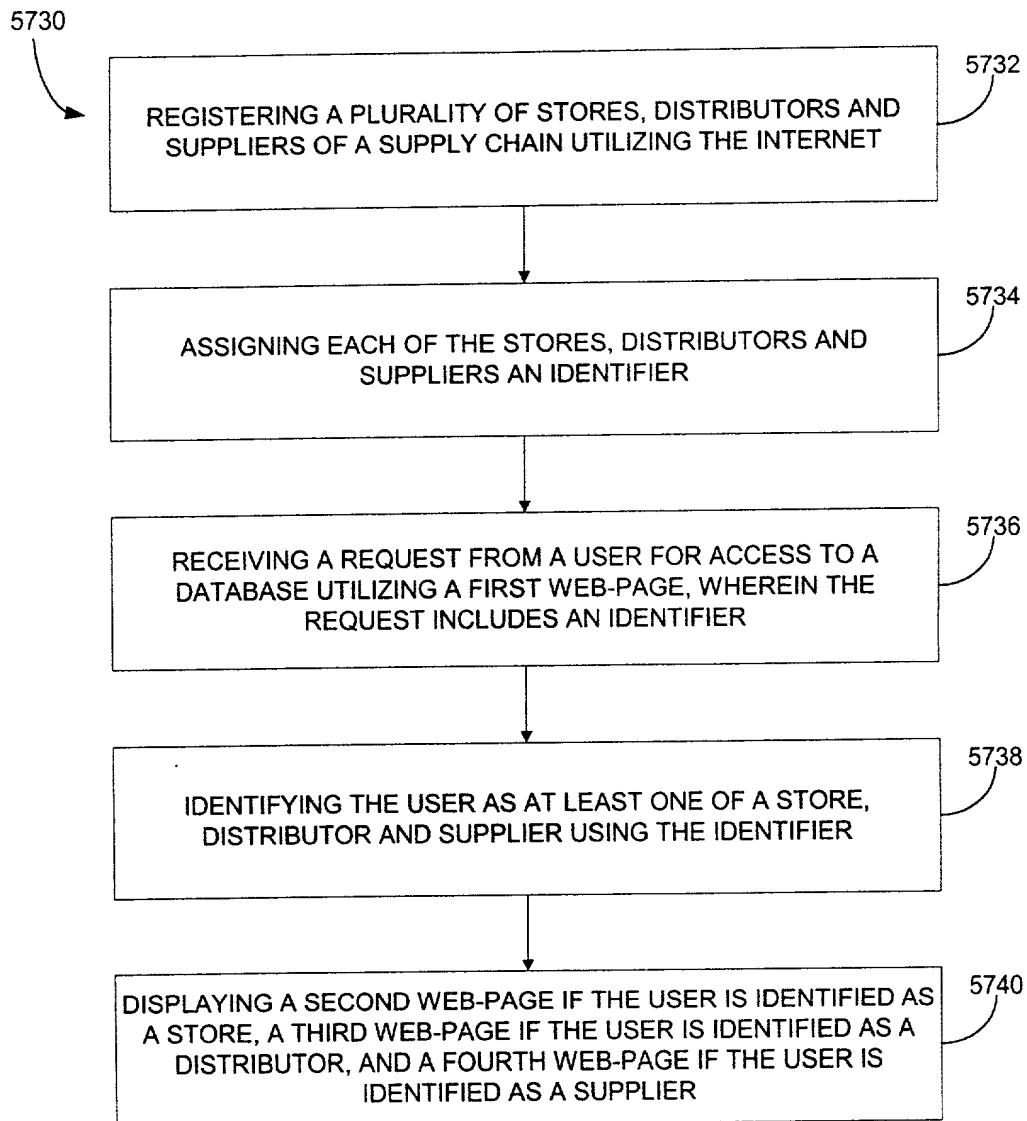 5730
5732
REGISTERING A PLURALITY OF STORES, DISTRIBUTORS AND
SUPPLIERS OF A SUPPLY CHAIN UTILIZING THE INTERNET
5734
ASSIGNING EACH OF THE STORES, DISTRIBUTORS AND
SUPPLIERS AN IDENTIFIER
5736
RECEIVING A REQUEST FROM A USER FOR ACCESS TO A
DATABASE UTILIZING A FIRST WEB-PAGE, WHEREIN THE
REQUEST INCLUDES AN IDENTIFIER
5738
IDENTIFYING THE USER AS AT LEAST ONE OF A STORE,
DISTRIBUTOR AND SUPPLIER USING THE IDENTIFIER
5740
DISPLAYING A SECOND WEB-PAGE IF THE USER IS IDENTIFIED AS
A STORE, A THIRD WEB-PAGE IF THE USER IS IDENTIFIED AS A
DISTRIBUTOR, AND A FOURTH WEB-PAGE IF THE USER IS
IDENTIFIED AS A SUPPLIER